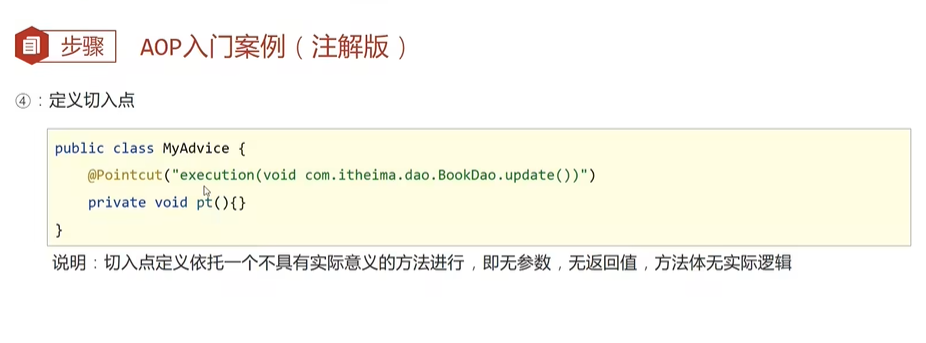 步骤 AOP入门案例（注解版）
④：定义切入点
public class MyAdvice {
@Pointcut("execution(void com.itheima.dao.BookDao.update())")
private void pt(){}
}
说明：切入点定义依托一个不具有实际意义的方法进行，即无参数，无返回值，方法体无实际逻辑